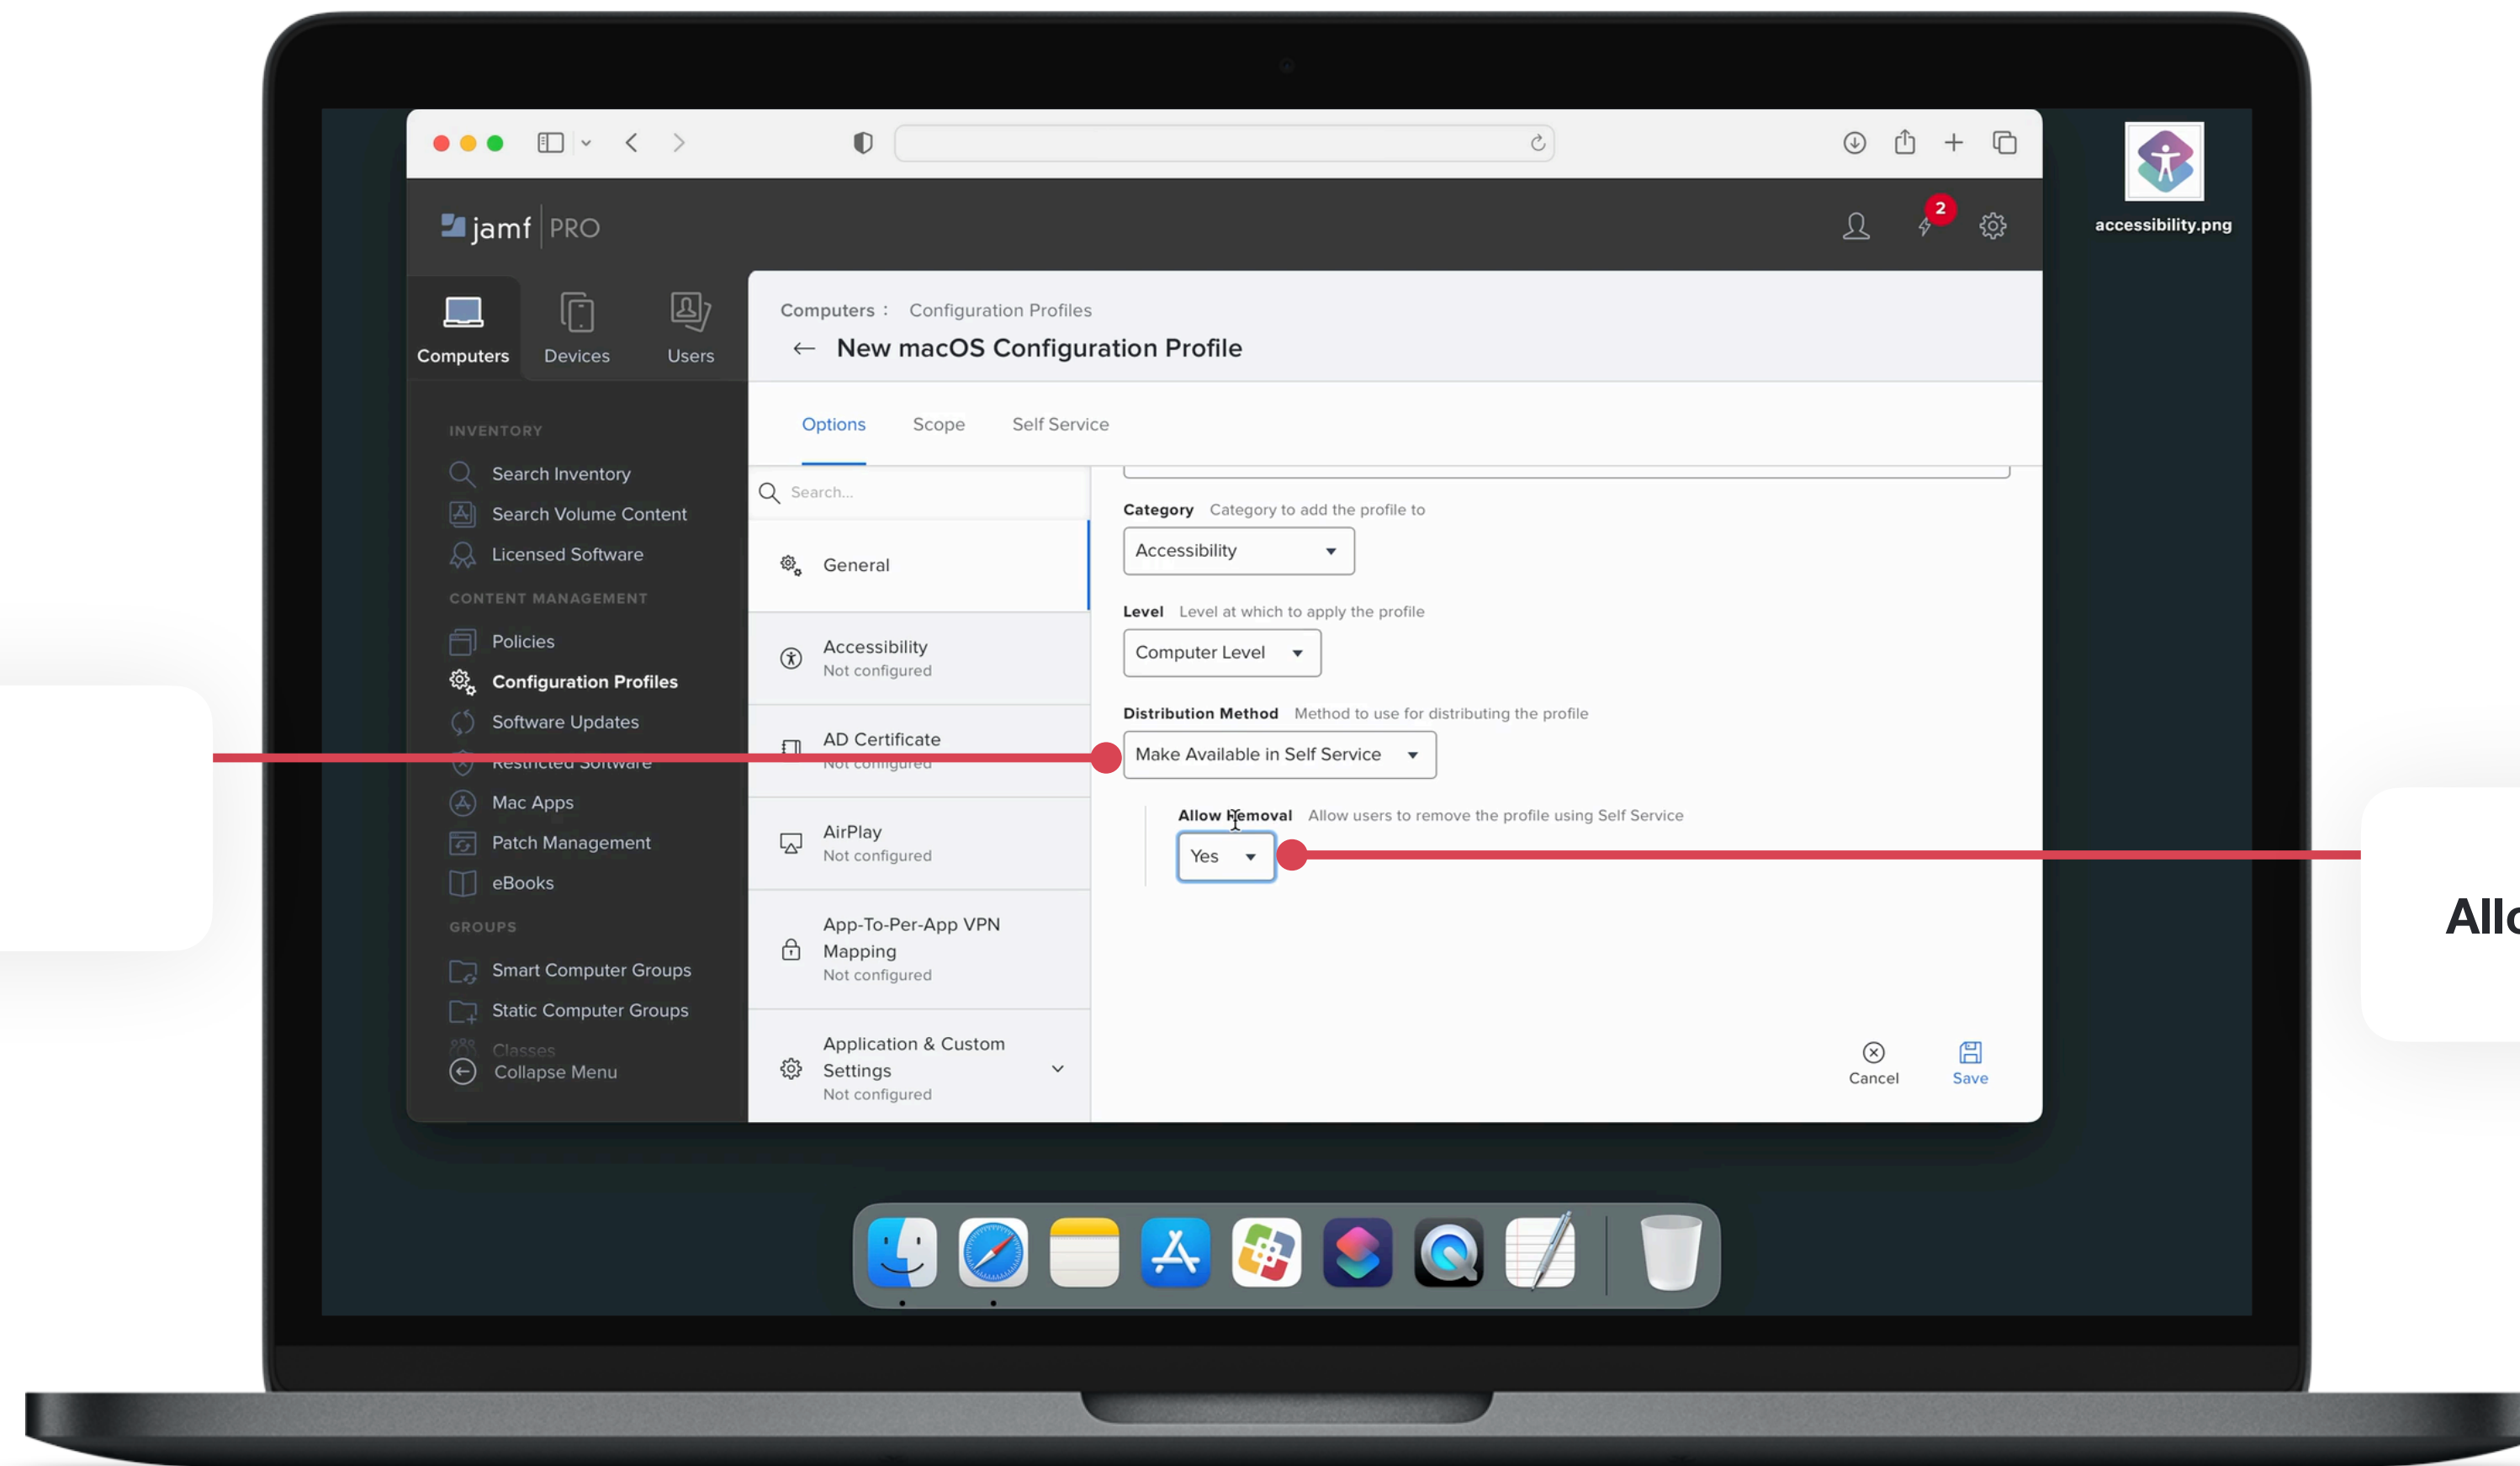 jamf PRO
2
accessibility.png
Computers
Devices
Users
INVENTORY
Search Inventory
Search Volume Content
Licensed Software
CONTENT MANAGEMENT
Policies
Configuration Profiles
Software Updates
Restricted Software
Mac Apps
Patch Management
eBooks
GROUPS
Smart Computer Groups
Static Computer Groups
Classes
Collapse Menu
Computers : Configuration Profiles
← New macOS Configuration Profile
Options Scope Self Service
Search...
General
Accessibility
Not configured
AD Certificate
Not configured
AirPlay
Not configured
App-To-Per-App VPN
Mapping
Not configured
Application & Custom
Settings
Not configured
Category Category to add the profile to
Accessibility
Level Level at which to apply the profile
Computer Level
Distribution Method Method to use for distributing the profile
Make Available in Self Service
Allow Removal Allow users to remove the profile using Self Service
Yes
Cancel
Save